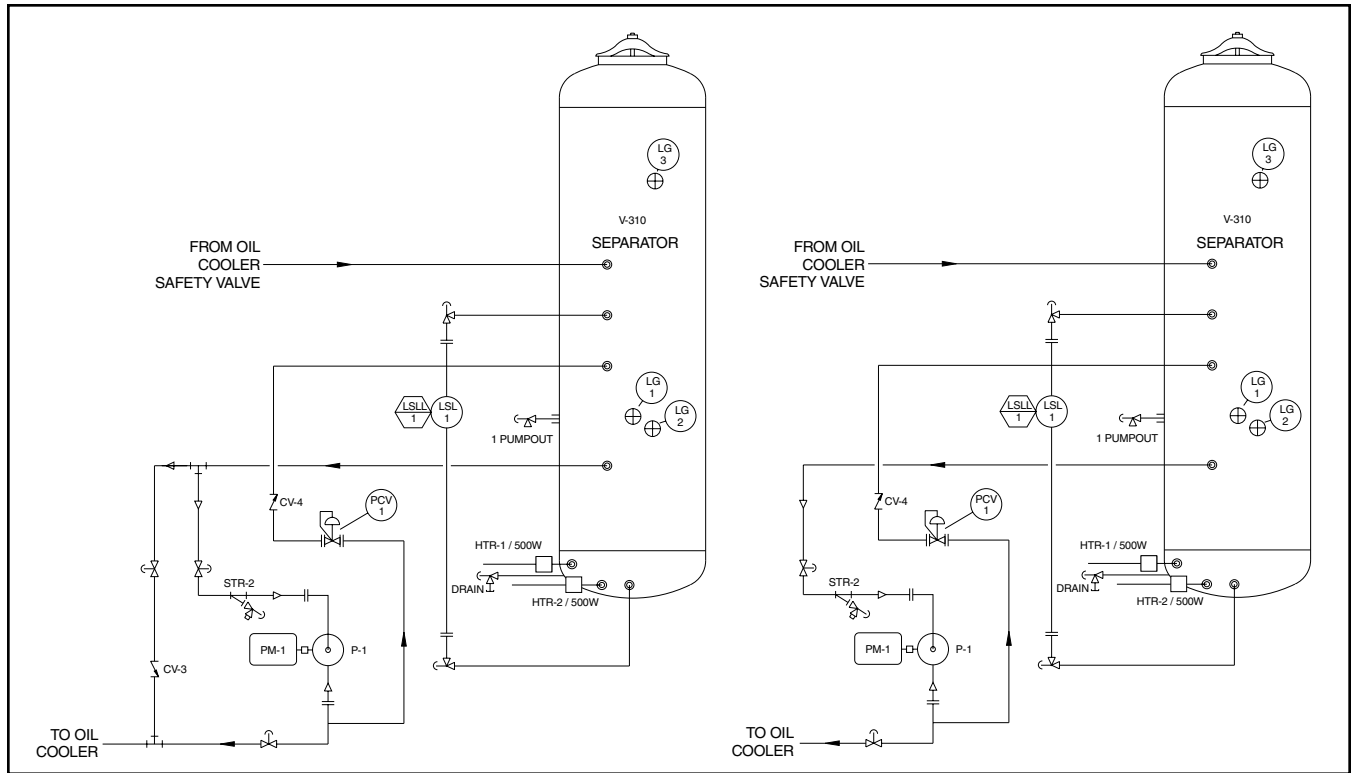 LG
3
V-310
SEPARATOR
FROM OIL
COOLER
SAFETY VALVE
LG
1
LSLL
1
LSL
1
LG
2
1 PUMPOUT
CV-4
PCV
1
HTR-1 / 500W
STR-2
DRAIN
HTR-2 / 500W
PM-1
P-1
CV-3
TO OIL
COOLER
LG
3
V-310
SEPARATOR
FROM OIL
COOLER
SAFETY VALVE
LG
1
LSLL
1
LSL
1
LG
2
1 PUMPOUT
CV-4
PCV
1
HTR-1 / 500W
STR-2
DRAIN
HTR-2 / 500W
PM-1
P-1
TO OIL
COOLER